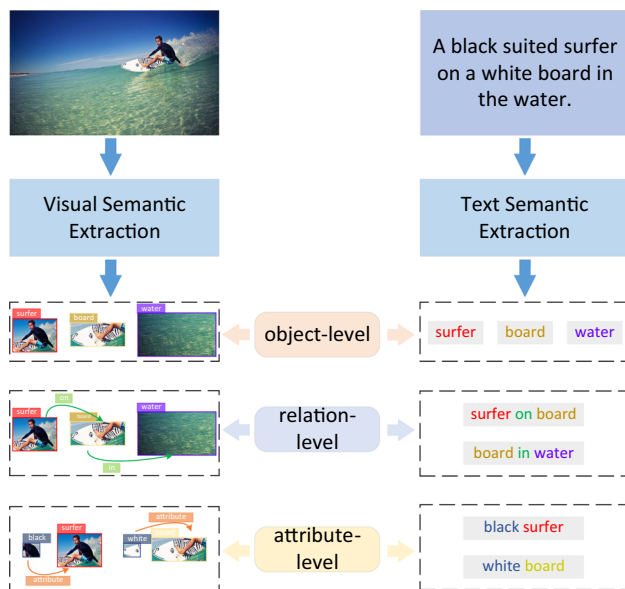 A black suited surfer
on a white board in
the water.
Visual Semantic
Extraction
Text Semantic
Extraction
surfer
board
water
object-level
surfer
board
water
on
surfer
board
water
in
relation-
level
surfer on board
board in water
attribute
surfer
black
white
attribute
attribute-
level
black surfer
white board